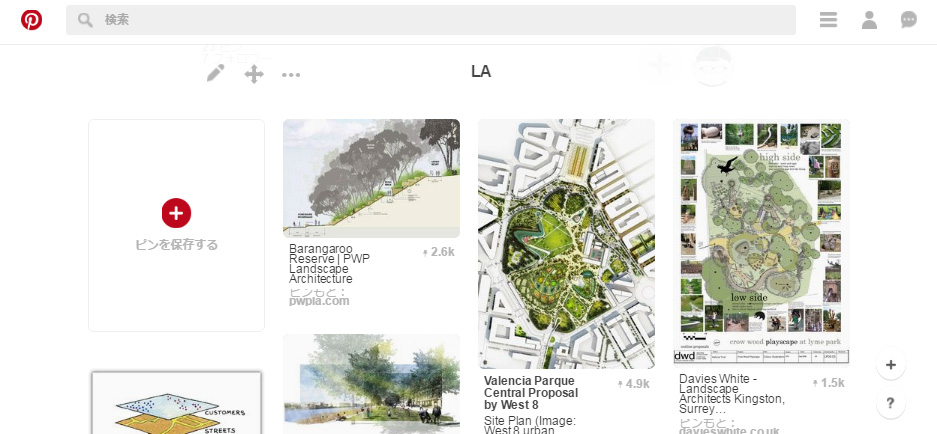 検索
LA
ピンを保存する
Barangaroo
Reserve | PWP
Landscape
Architecture
2.6k
ピンもと：
pwpla.com
Valencia Parque
Central Proposal
by West 8
4.9k
Site Plan (Image:
West 8 urban
high side
low side
crow wood playscape at lyme park
dwd
Davies White -
Landscape
Architects Kingston,
Surrey…
1.5k
ピンもと：
davieswhite.co.uk
CUSTOMERS
STREETS